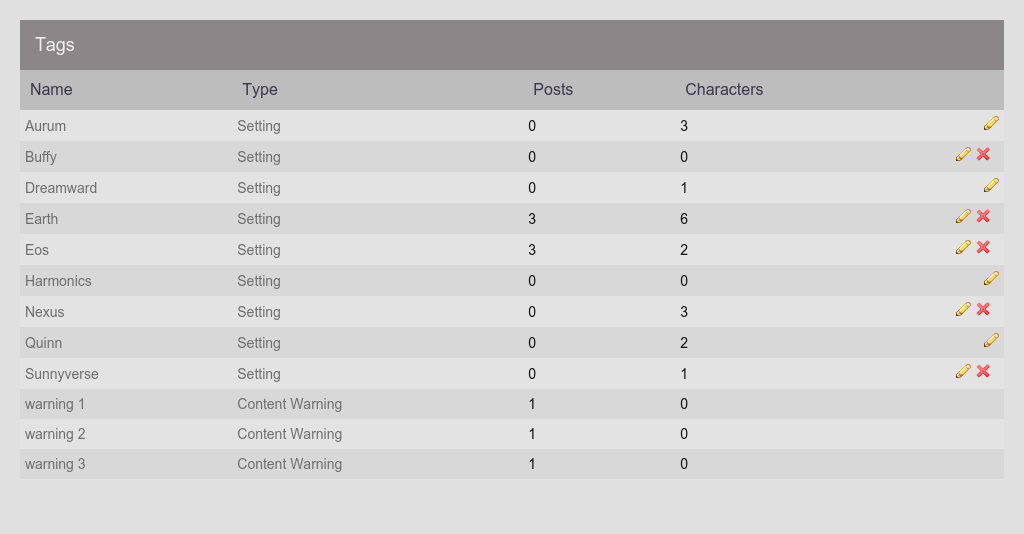 Tags
Name Type Posts Characters
Aurum Setting 0 3
Buffy Setting 0 0
Dreamward Setting 0 1
Earth Setting 3 6
Eos Setting 3 2
Harmonics Setting 0 0
Nexus Setting 0 3
Quinn Setting 0 2
Sunnyverse Setting 0 1
warning 1 Content Warning 1 0
warning 2 Content Warning 1 0
warning 3 Content Warning 1 0